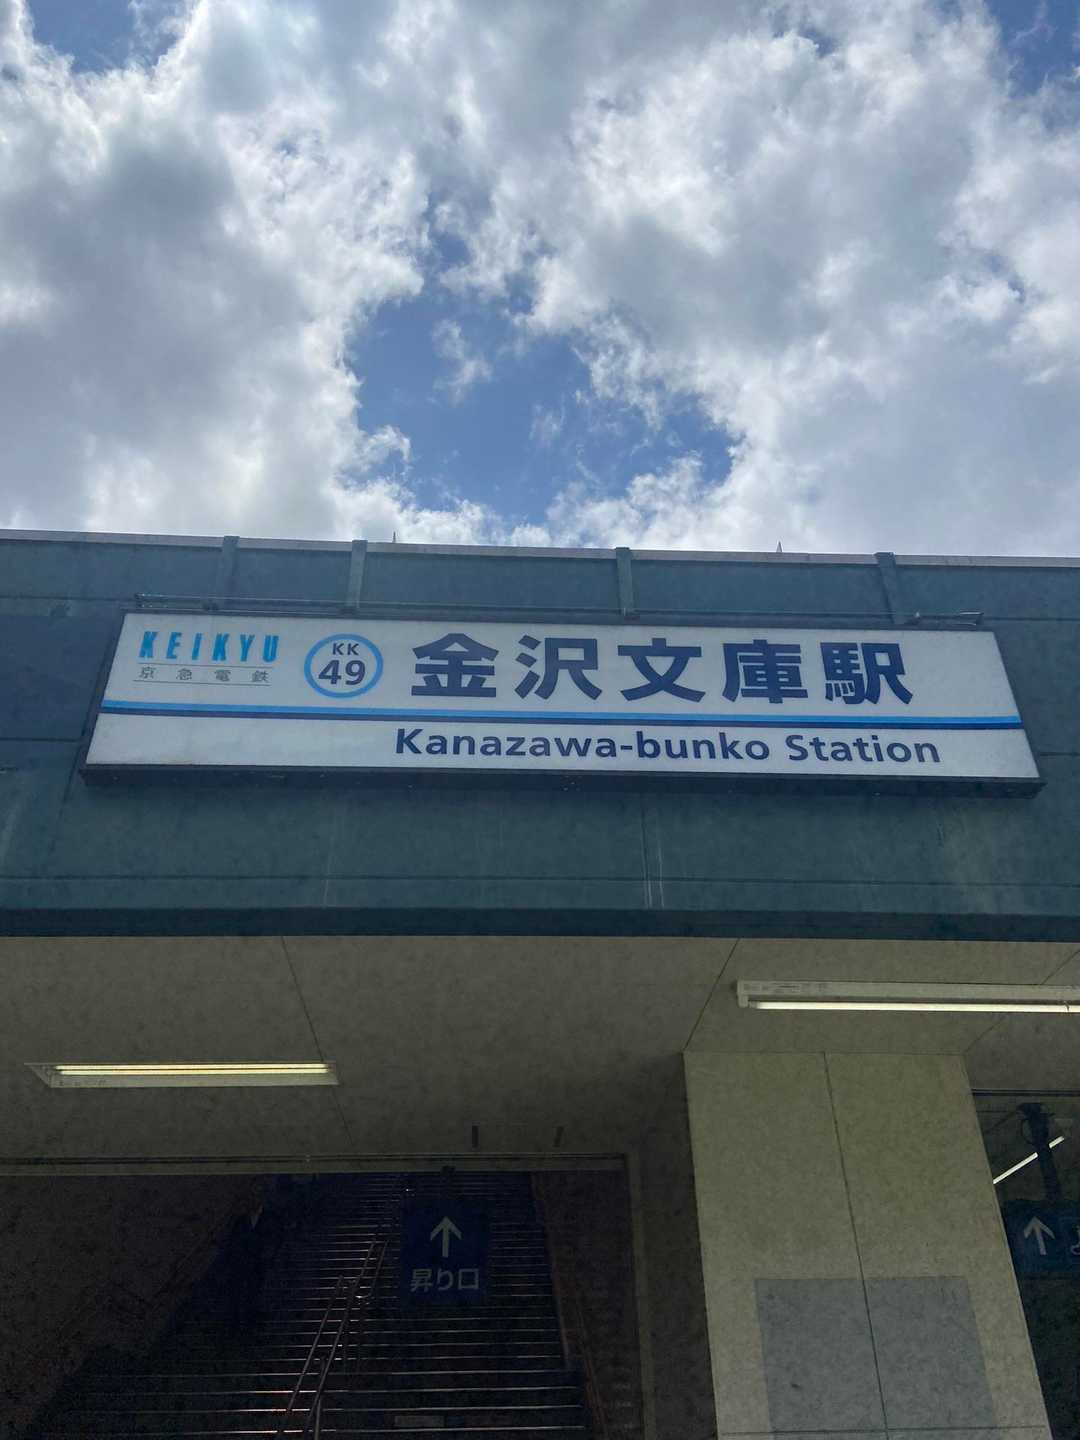 KEIKYU
京急電鉄
KK
49
金沢文庫駅
Kanazawa-bunko Station
↑
昇り口
↑